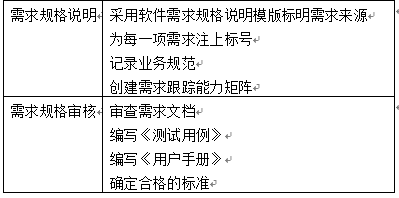 需求规格说明
采用软件需求规格说明模版标明需求来源
为每一项需求注上标号
记录业务规范
创建需求跟踪能力矩阵
需求规格审核
审查需求文档
编写《测试用例》
编写《用户手册》
确定合格的标准